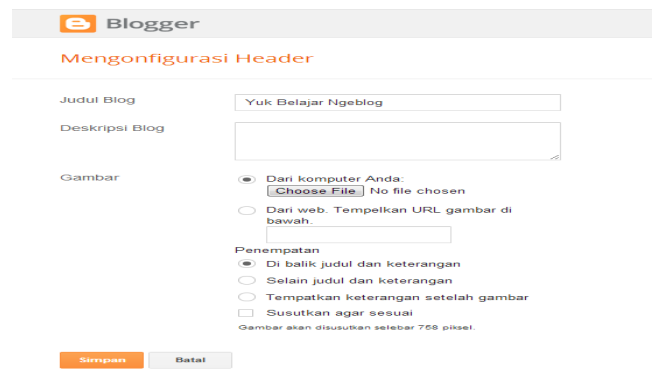 Blogger
Mengonfigurasi Header
Judul Blog
Yuk Belajar Ngeblog
Deskripsi Blog
Gambar
Dari komputer Anda:
Choose File No file chosen
Dari web. Tempelkan URL gambar di
bawah.
Penempatan
Di balik judul dan keterangan
Selain judul dan keterangan
Tempatkan keterangan setelah gambar
Susutkan agar sesuai
Gambar akan disusutkan selebar 758 piksel.
Simpan Batal